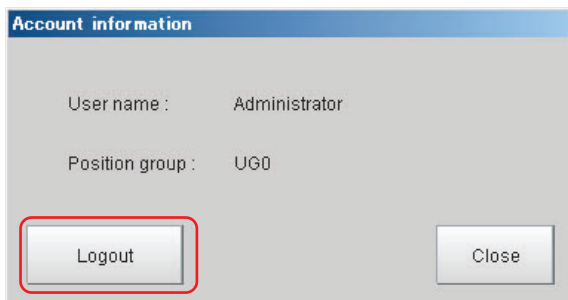 Account information
User name : Administrator
Position group : UG0
Logout Close